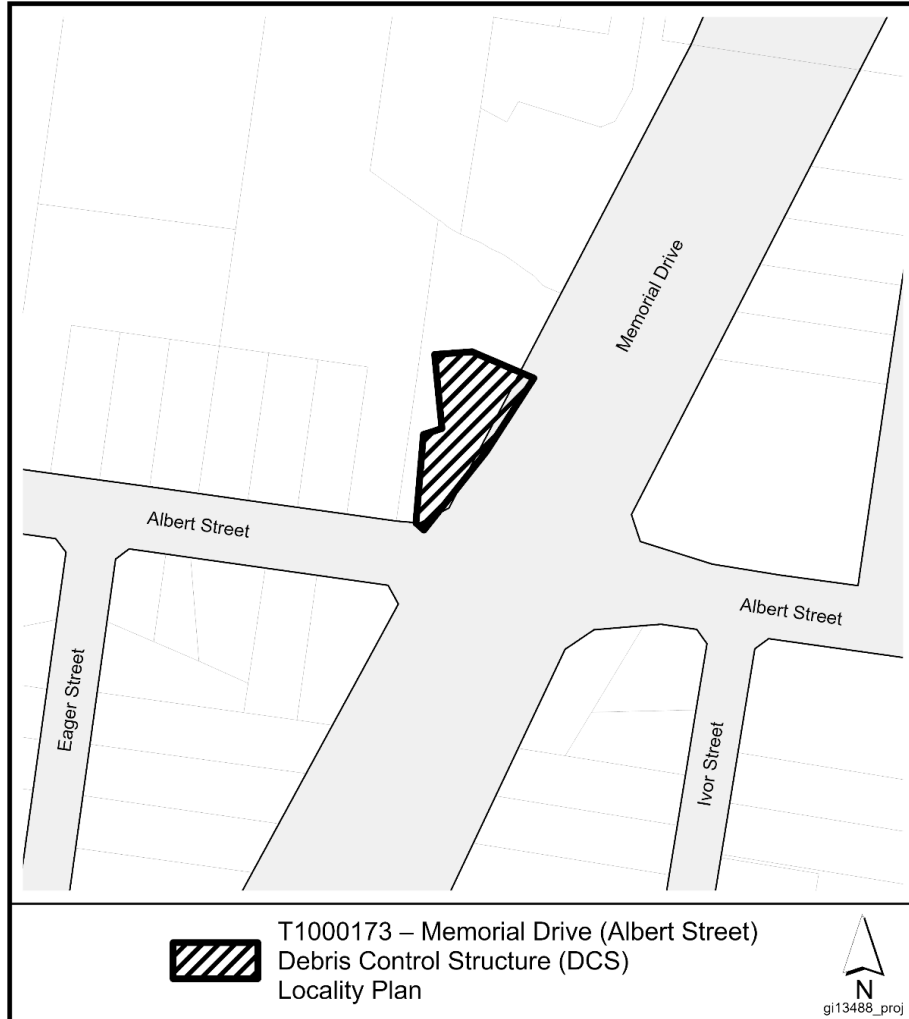 Memorial Drive
Albert Street
Albert Street
Eager Street
Ivor Street
T1000173 – Memorial Drive (Albert Street)
Debris Control Structure (DCS)
Locality Plan
N
gi13488_proj